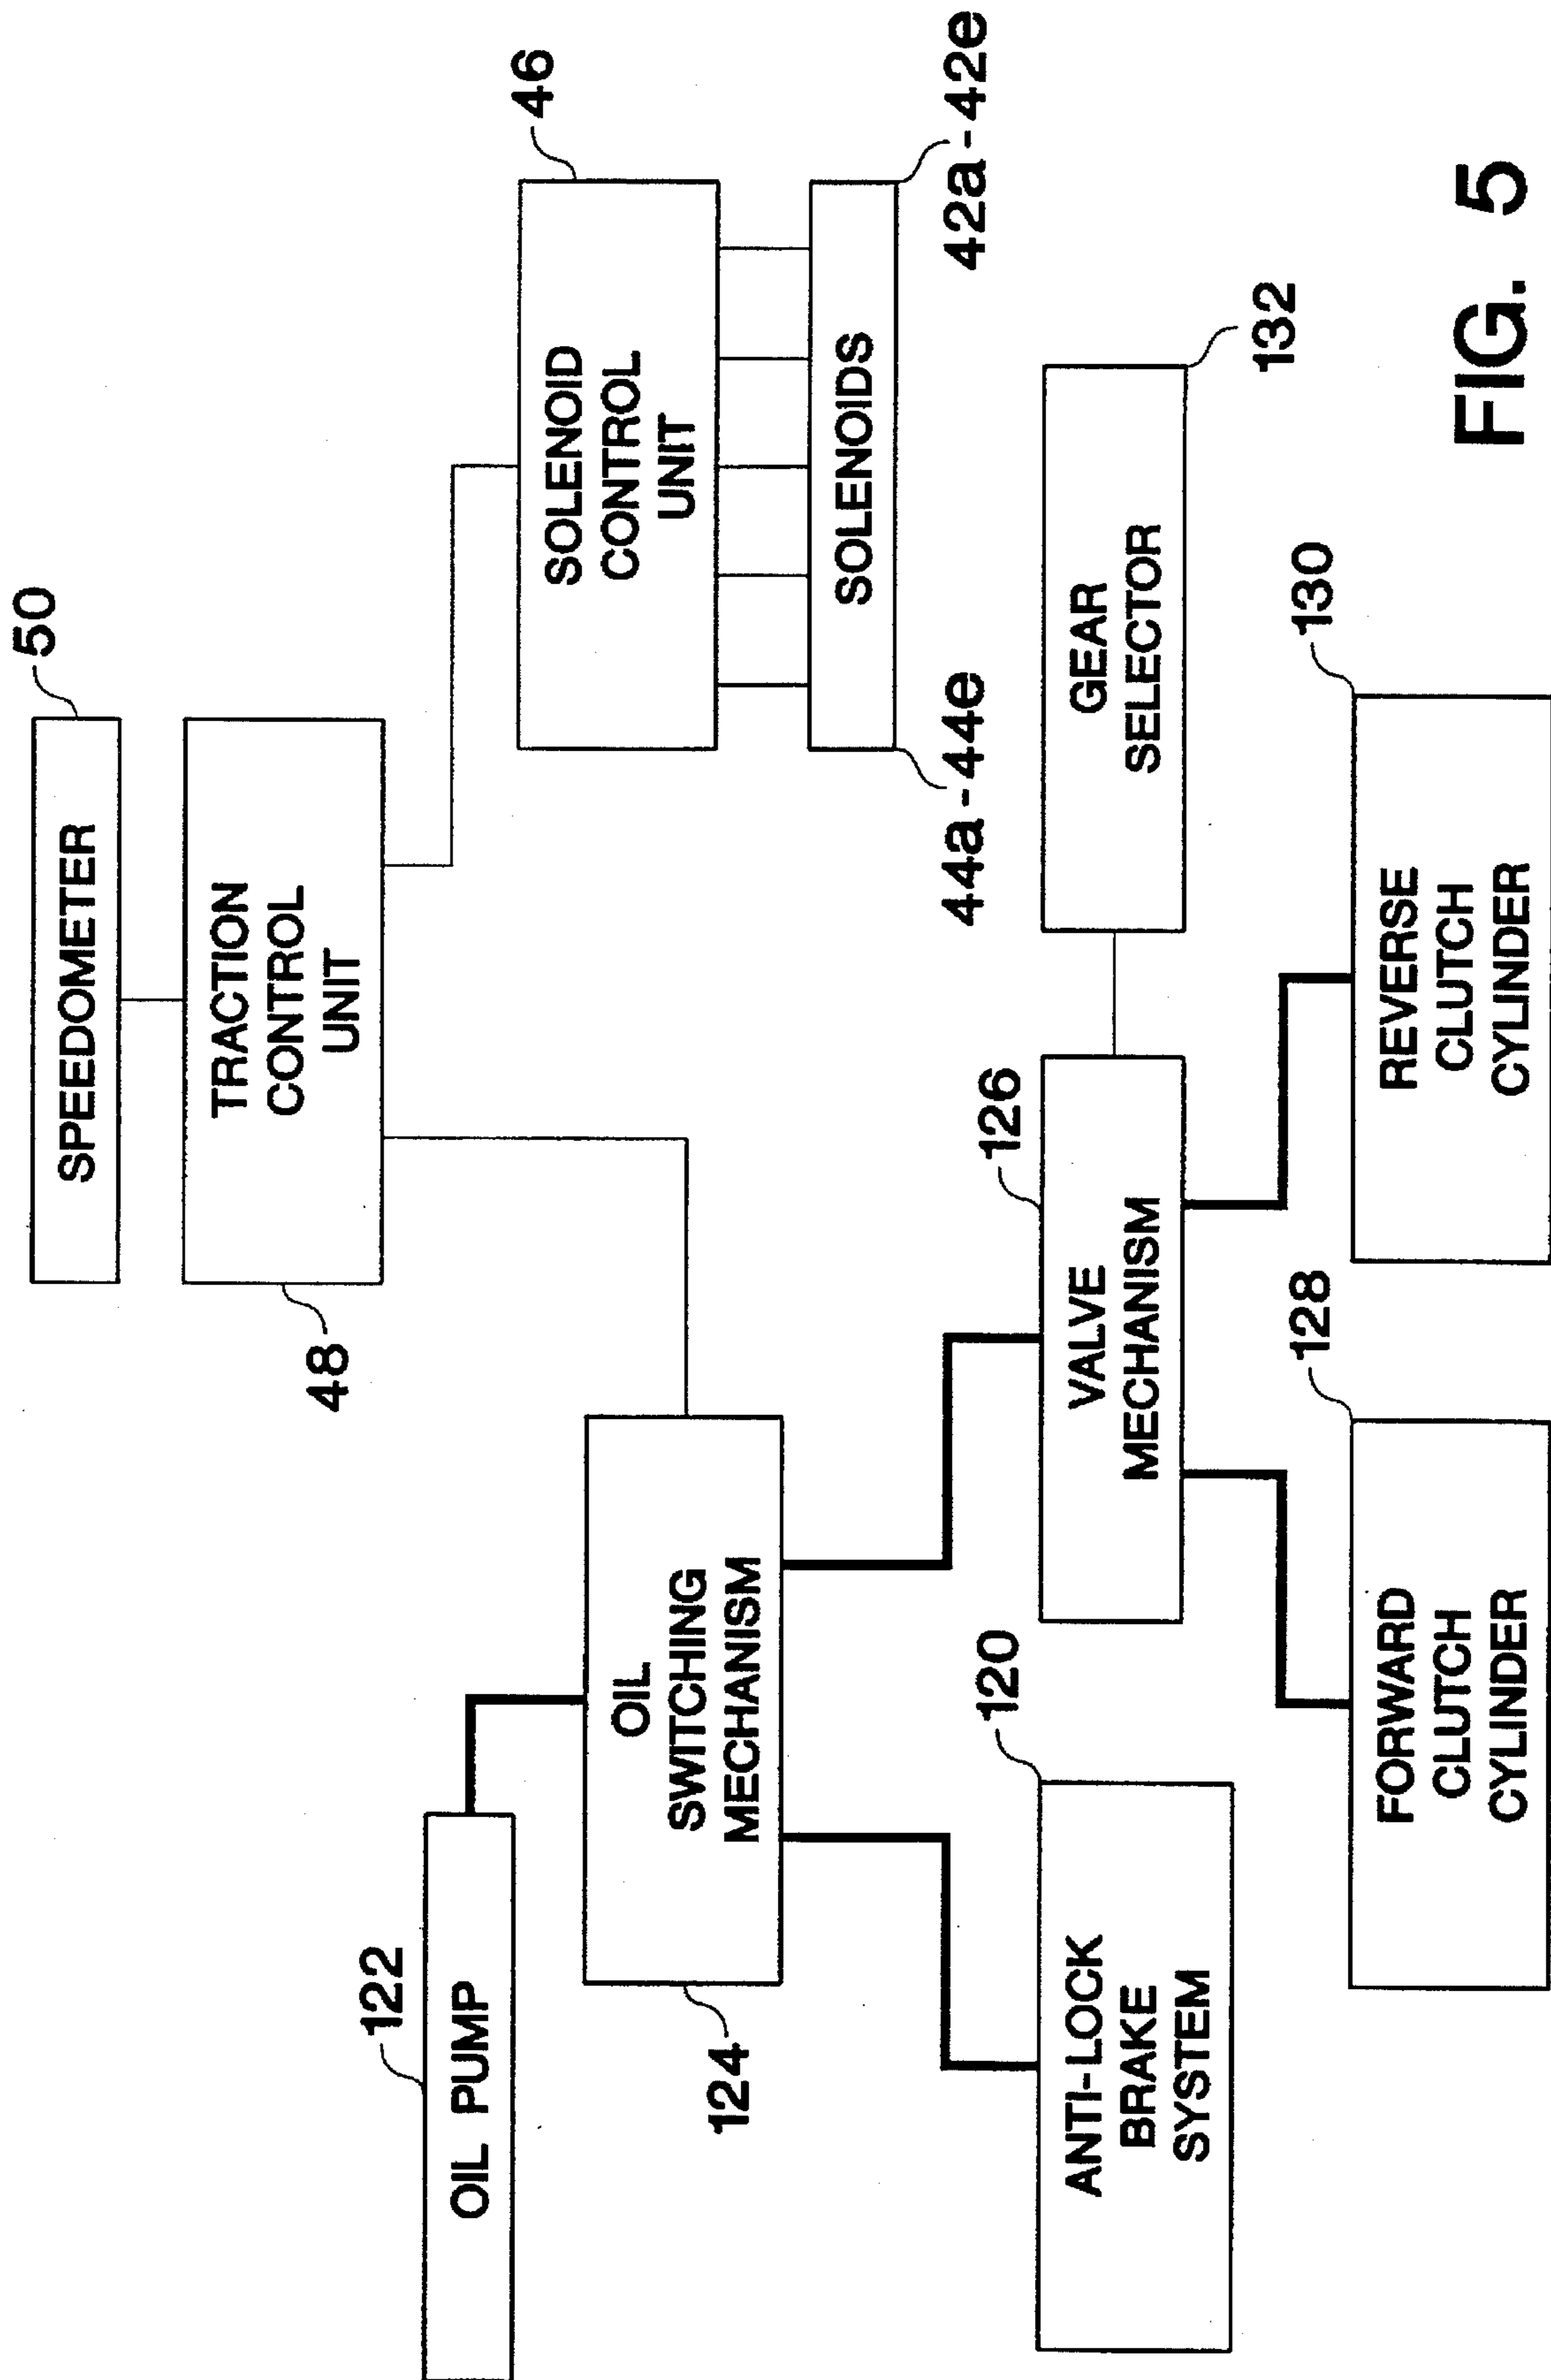 50
SPEEDOMETER
TRACTION
CONTROL
UNIT
48
46
SOLENOID
CONTROL
UNIT
SOLENOIDS
44a-44e
42a-42e
122
OIL PUMP
OIL
SWITCHING
MECHANISM
124
120
ANTI-LOCK
BRAKE
SYSTEM
126
VALVE
MECHANISM
GEAR
SELECTOR
132
128
FORWARD
CLUTCH
CYLINDER
130
REVERSE
CLUTCH
CYLINDER
FIG. 5